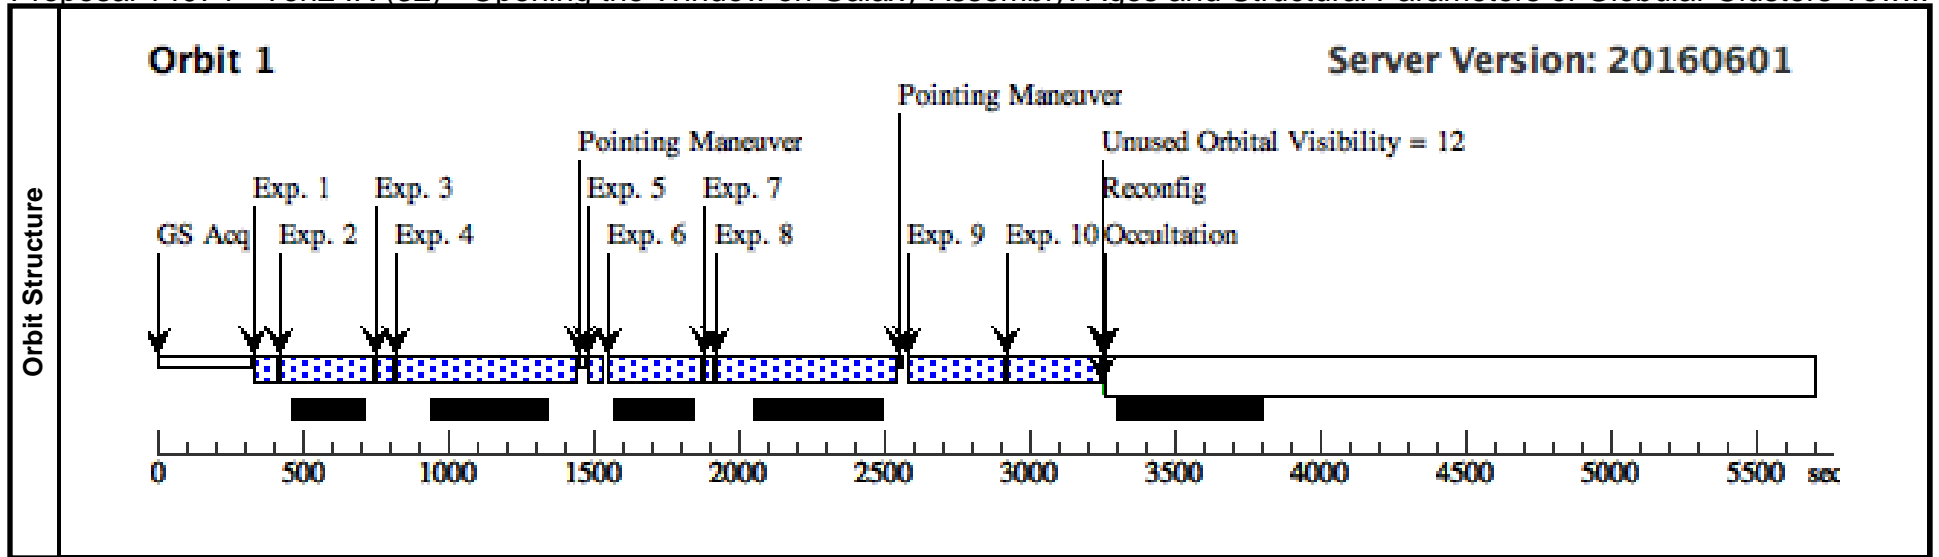 Orbit Structure
Orbit 1
Server Version: 20160601
Pointing Maneuver
Pointing Maneuver
Unused Orbital Visibility = 12
Exp. 1
Exp. 3
Exp. 5
Exp. 7
Reconfig
GS Acq
Exp. 2
Exp. 4
Exp. 6
Exp. 8
Exp. 9
Exp. 10
Occultation
0 500 1000 1500 2000 2500 3000 3500 4000 4500 5000 5500 sec